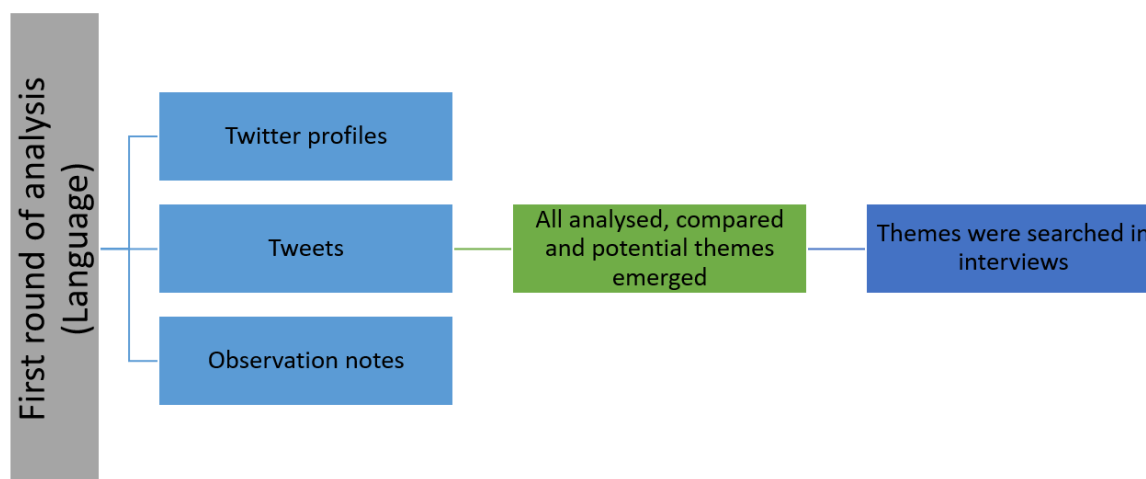 First round of analysis
(Language)
Twitter profiles
Tweets
Observation notes
All analysed, compared
and potential themes
emerged
Themes were searched in
interviews